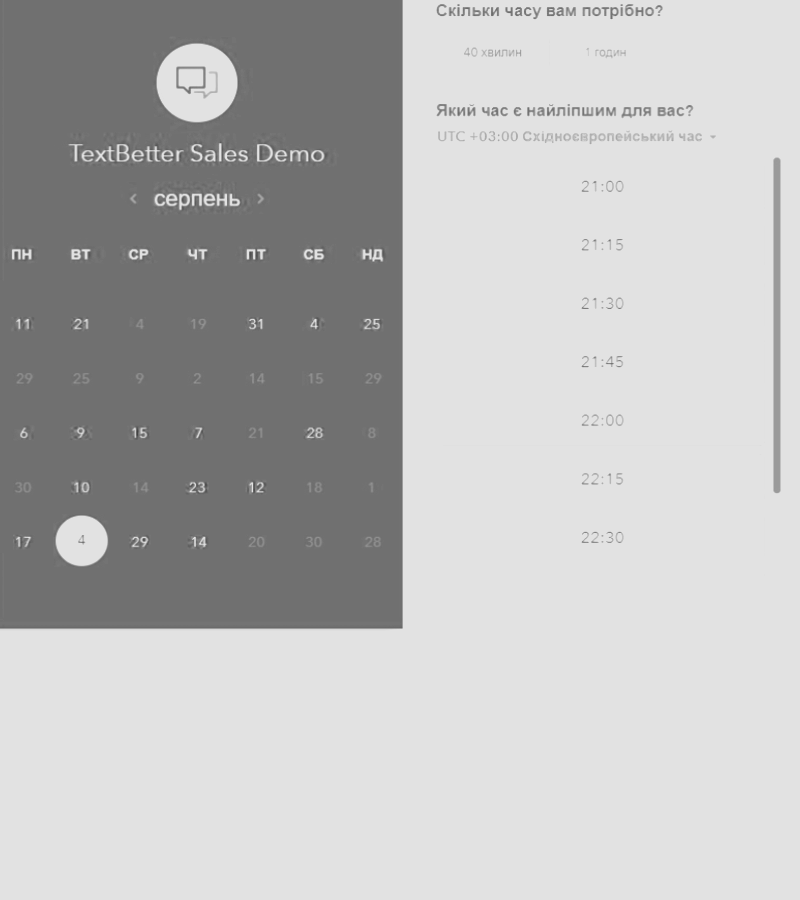 TextBetter Sales Demo
серпень
ПН ВТ СР ЧТ ПТ СБ НД
11 21 4 19 31 4 25
29 25 9 2 14 15 29
6 9 15 7 21 28 8
30 10 14 23 12 18 1
17 4 29 14 20 30 28
Скільки часу вам потрібно?
40 хвилин 1 годин
Який час є найліпшим для вас?
UTC +03:00 Східноєвропейський час
21:00
21:15
21:30
21:45
22:00
22:15
22:30